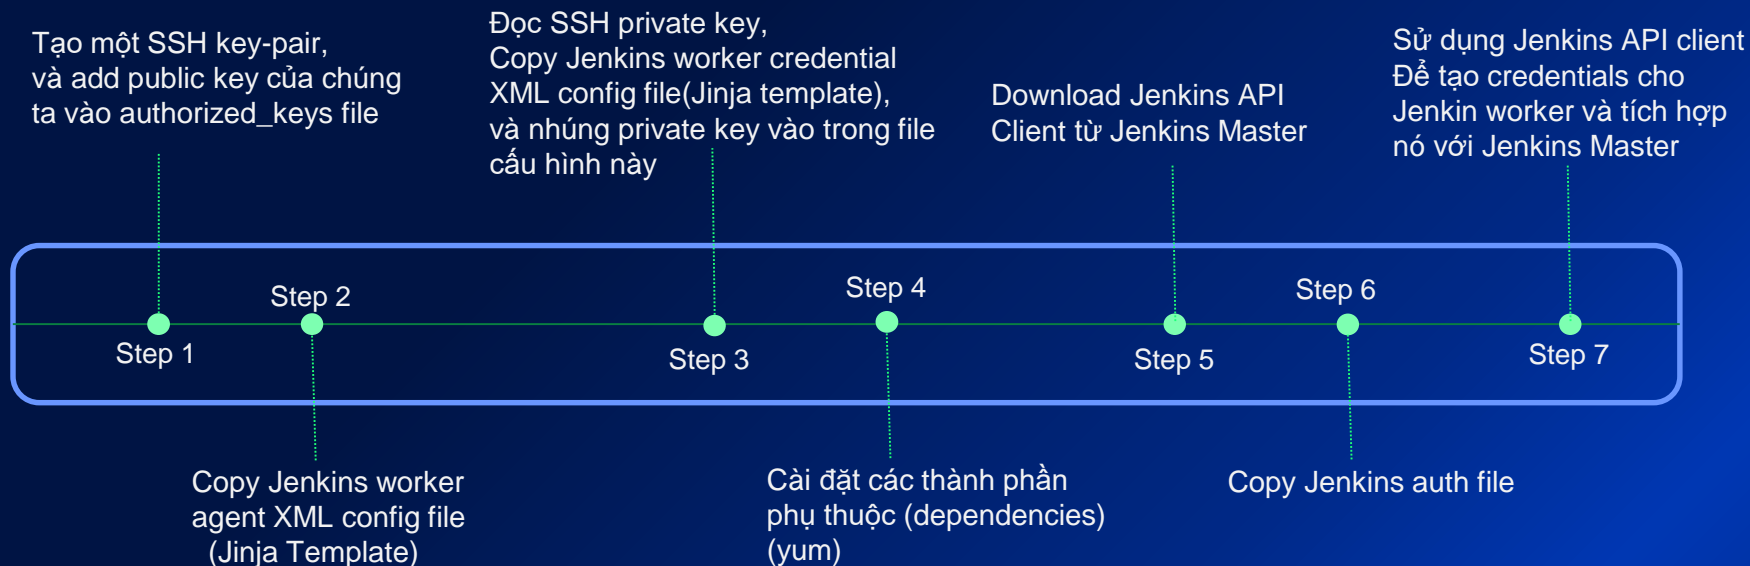 Tạo một SSH key-pair,
và add public key của chúng
ta vào authorized_keys file
Đọc SSH private key,
Copy Jenkins worker credential
XML config file(Jinja template),
và nhúng private key vào trong file
cấu hình này
Download Jenkins API
Client từ Jenkins Master
Sử dụng Jenkins API client
Để tạo credentials cho
Jenkin worker và tích hợp
nó với Jenkins Master
Step 1
Step 2
Step 3
Step 4
Step 5
Step 6
Step 7
Copy Jenkins worker
agent XML config file
(Jinja Template)
Cài đặt các thành phần
phụ thuộc (dependencies)
(yum)
Copy Jenkins auth file